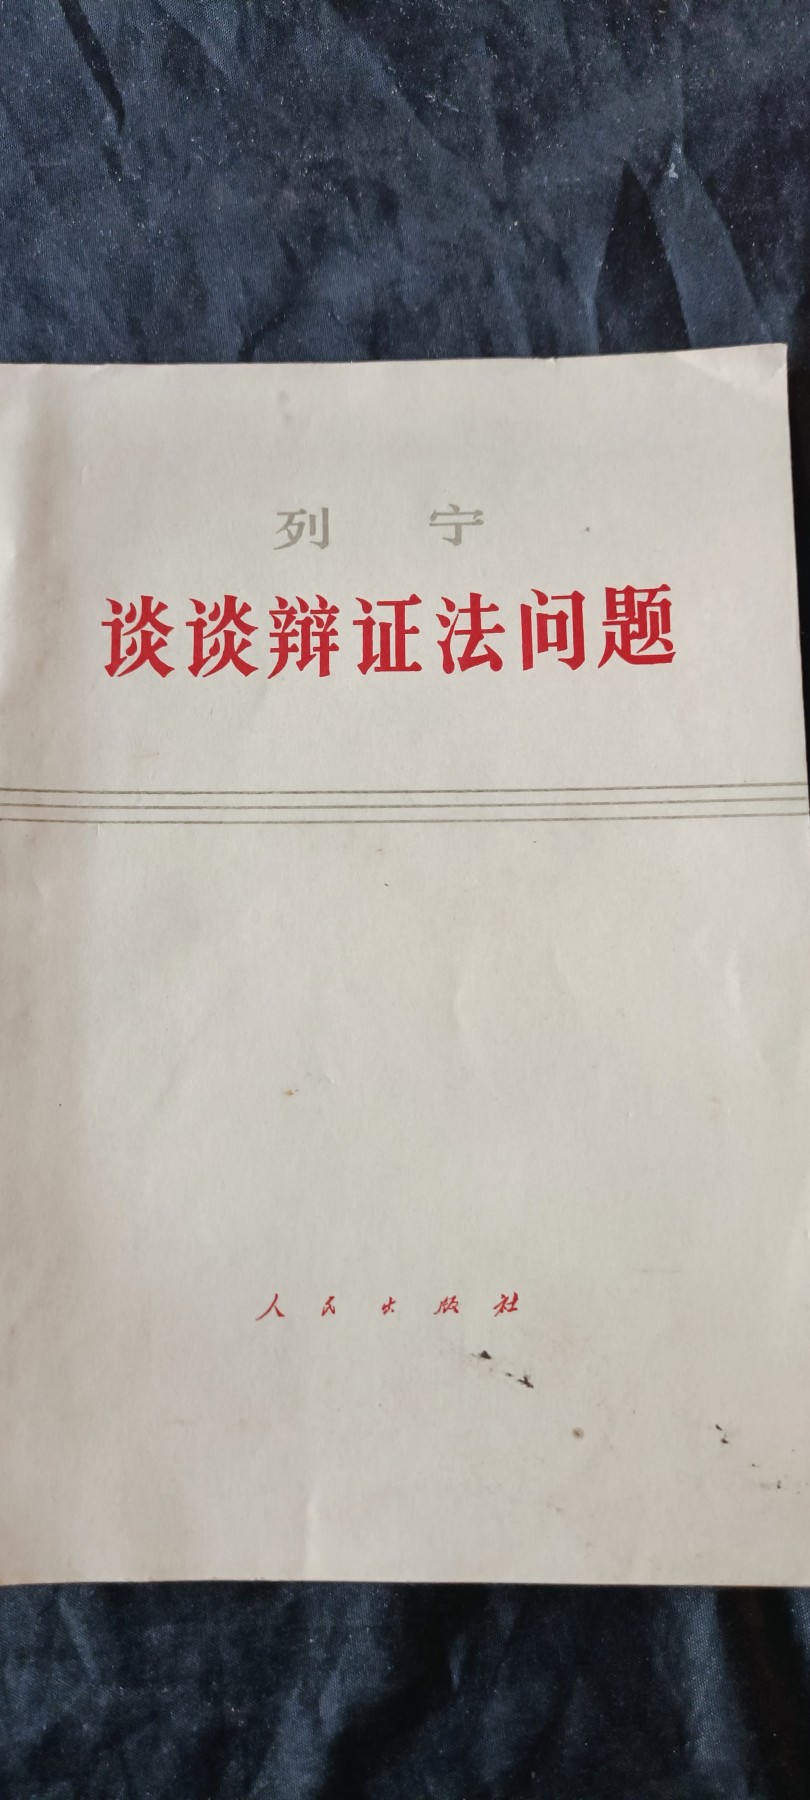 列 宁
谈谈辩证法问题
人民出版社